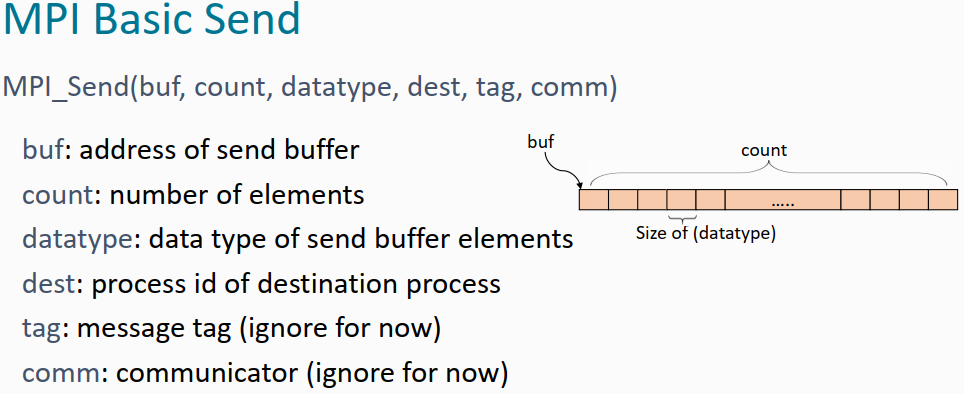 MPI Basic Send
MPI_Send(buf, count, datatype, dest, tag, comm)
buf: address of send buffer
count: number of elements
datatype: data type of send buffer elements
dest: process id of destination process
tag: message tag (ignore for now)
comm: communicator (ignore for now)
buf
count
.....
Size of (datatype)